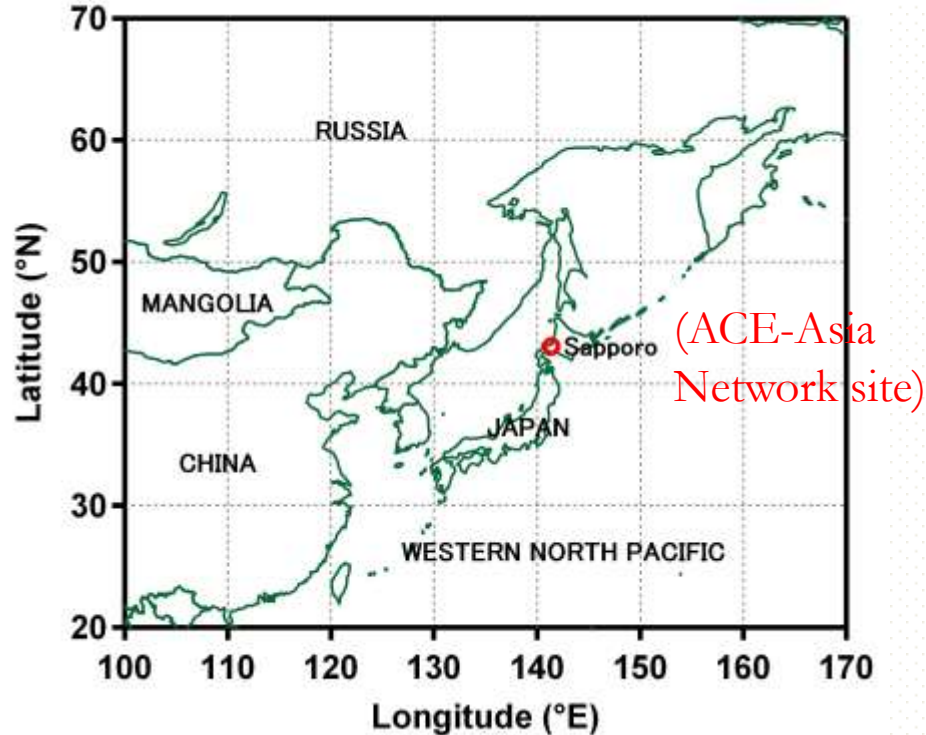 70
60
50
40
30
20
Latitude (°N)
RUSSIA
MANGOLIA
Sapporo
(ACE-Asia
Network site)
JAPAN
CHINA
WESTERN NORTH PACIFIC
100 110 120 130 140 150 160 170
Longitude (°E)